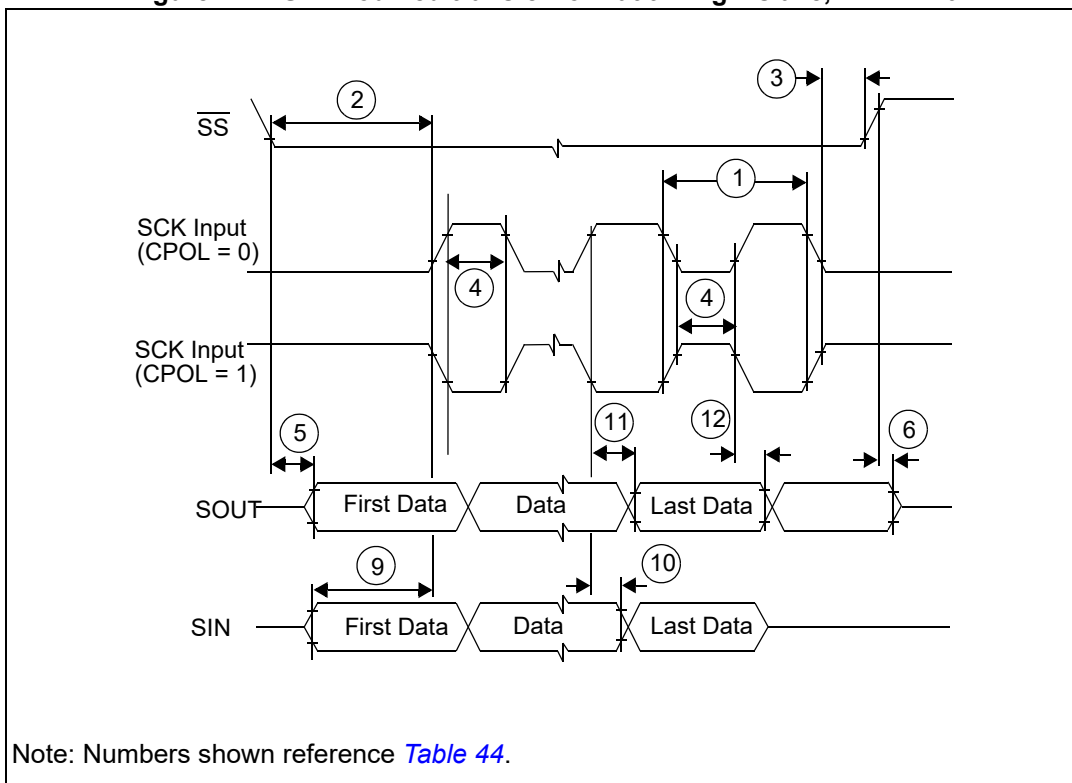 3
2
SS
1
SCK Input
(CPOL = 0)
4
4
SCK Input
(CPOL = 1)
5
11
12
6
First Data
Data
Last Data
SOUT
9
10
First Data
Data
Last Data
SIN
Note: Numbers shown reference Table 44.